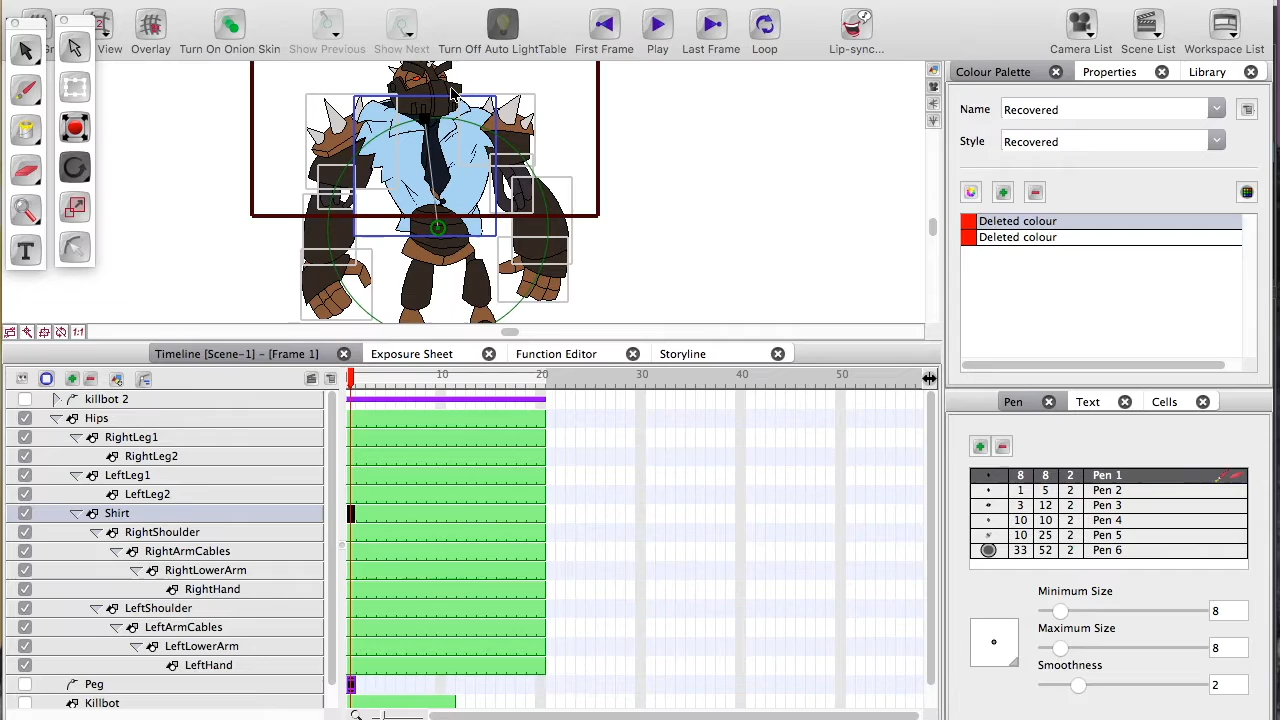 View
Overlay
Turn On Onion Skin
Show Previous
Show Next
Turn Off Auto LightTable
First Frame
Play
Last Frame
Loop
Lip-sync...
Camera List
Scene List
Workspace List
Colour Palette
Properties
Library
Name
Recovered
Style
Recovered
Deleted colour
Deleted colour
1:1
Timeline [Scene-1] - [Frame 1]
Exposure Sheet
Function Editor
Storyline
10 20 30 40 50
killbot 2
Hips
RightLeg1
RightLeg2
LeftLeg1
LeftLeg2
Shirt
RightShoulder
RightArmCables
RightLowerArm
RightHand
LeftShoulder
LeftArmCables
LeftLowerArm
LeftHand
Peg
Killbot
Pen
Text
Cells
8 8 2 Pen 1
1 5 2 Pen 2
3 12 2 Pen 3
10 10 2 Pen 4
10 25 2 Pen 5
33 52 2 Pen 6
Minimum Size
8
Maximum Size
8
Smoothness
2